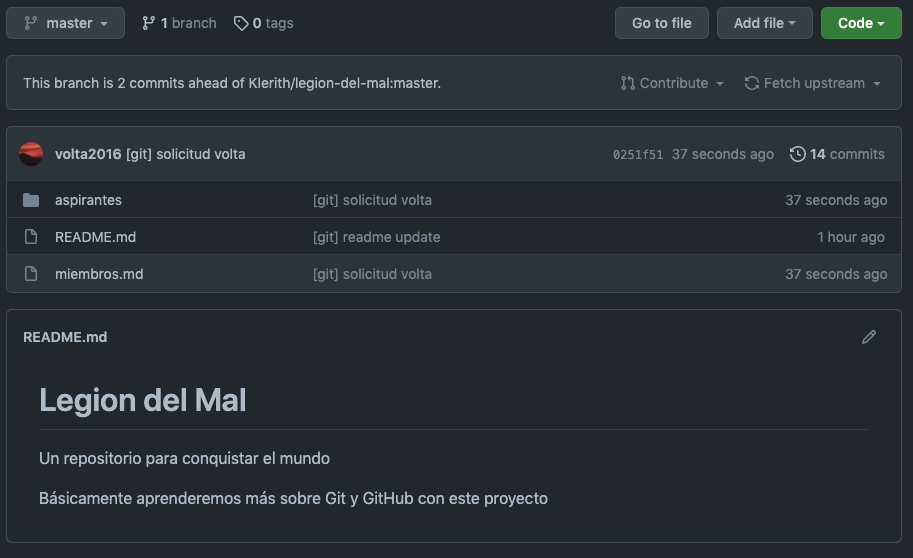 master 1 branch 0 tags Go to file Add file Code
This branch is 2 commits ahead of Klerith/legion-del-mal:master. Contribute Fetch upstream
volta2016 [git] solicitud volta 0251f51 37 seconds ago 14 commits
aspirantes [git] solicitud volta 37 seconds ago
README.md [git] readme update 1 hour ago
miembros.md [git] solicitud volta 37 seconds ago
README.md
Legion del Mal
Un repositorio para conquistar el mundo
Básicamente aprenderemos más sobre Git y GitHub con este proyecto